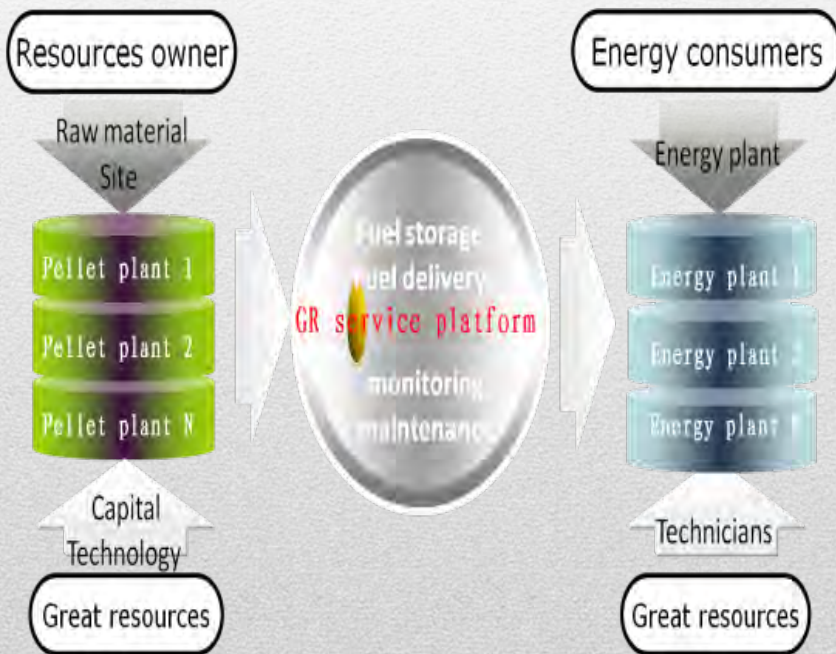 Resources owner
Energy consumers
Raw material
Site
Energy plant
Pellet plant 1
Pellet plant 2
Pellet plant N
Fuel storage
fuel delivery
GR service platform
monitoring
maintenance
Energy plant 1
Energy plant 2
Energy plant
Capital
Technology
Technicians
Great resources
Great resources